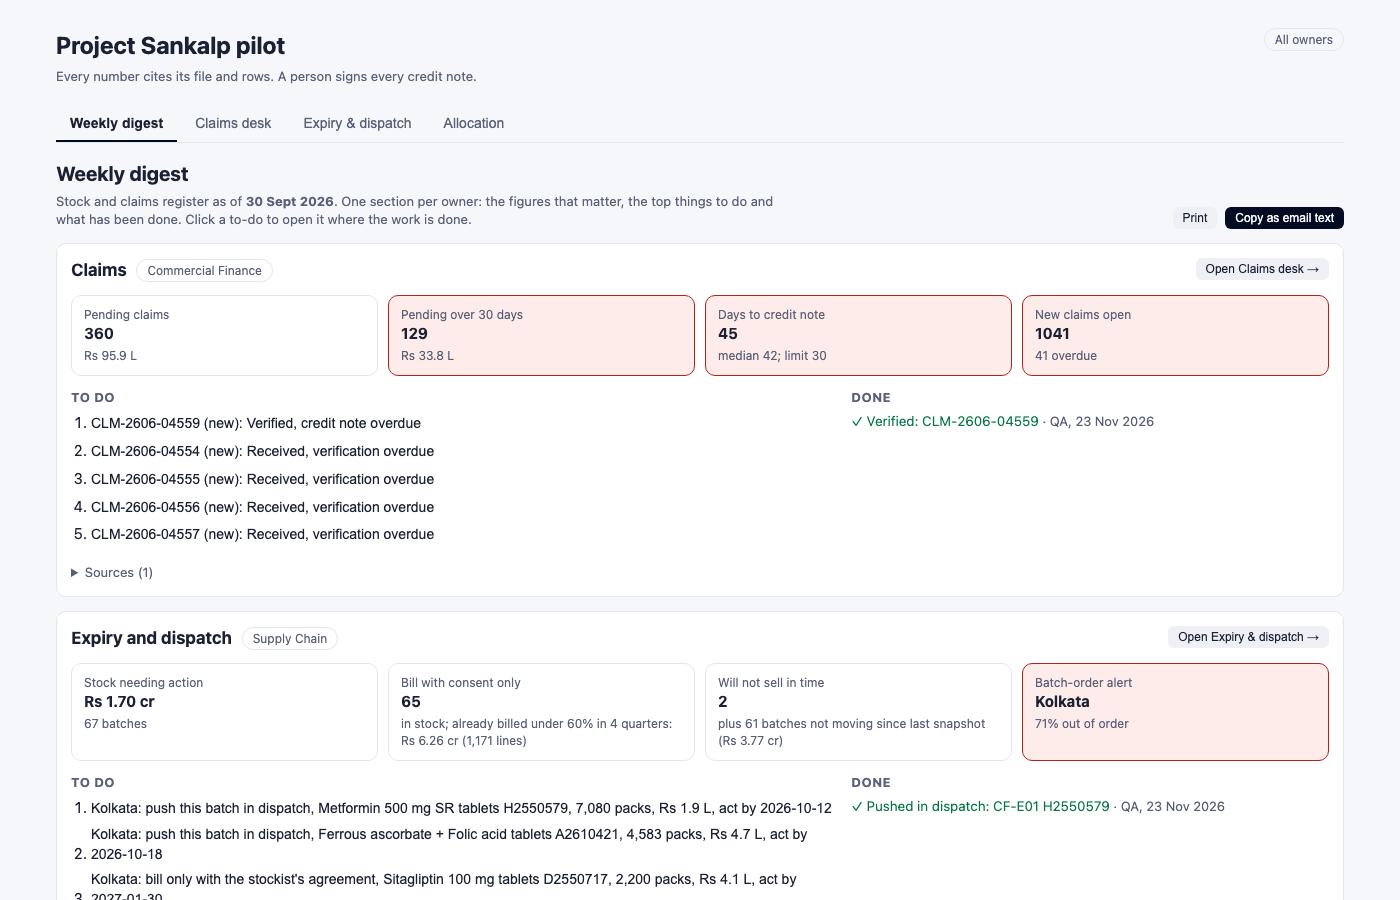 Project Sankalp pilot
All owners
Every number cites its file and rows. A person signs every credit note.
Weekly digest
Claims desk
Expiry & dispatch
Allocation
Weekly digest
Stock and claims register as of 30 Sept 2026. One section per owner: the figures that matter, the top things to do and
what has been done. Click a to-do to open it where the work is done.
Print
Copy as email text
Claims
Commercial Finance
Open Claims desk →
Pending claims
360
Rs 95.9 L
Pending over 30 days
129
Rs 33.8 L
Days to credit note
45
median 42; limit 30
New claims open
1041
41 overdue
TO DO
1. CLM-2606-04559 (new): Verified, credit note overdue
2. CLM-2606-04554 (new): Received, verification overdue
3. CLM-2606-04555 (new): Received, verification overdue
4. CLM-2606-04556 (new): Received, verification overdue
5. CLM-2606-04557 (new): Received, verification overdue
DONE
✓ Verified: CLM-2606-04559 · QA, 23 Nov 2026
▶ Sources (1)
Expiry and dispatch
Supply Chain
Open Expiry & dispatch →
Stock needing action
Rs 1.70 cr
67 batches
Bill with consent only
65
in stock; already billed under 60% in 4 quarters:
Rs 6.26 cr (1,171 lines)
Will not sell in time
2
plus 61 batches not moving since last snapshot
(Rs 3.77 cr)
Batch-order alert
Kolkata
71% out of order
TO DO
1. Kolkata: push this batch in dispatch, Metformin 500 mg SR tablets H2550579, 7,080 packs, Rs 1.9 L, act by 2026-10-12
Kolkata: push this batch in dispatch, Ferrous ascorbate + Folic acid tablets A2610421, 4,583 packs, Rs 4.7 L, act by
2. 2026-10-18
Kolkata: bill only with the stockist's agreement, Sitagliptin 100 mg tablets D2550717, 2,200 packs, Rs 4.1 L, act by
3. 2027-01-30
DONE
✓ Pushed in dispatch: CF-E01 H2550579 · QA, 23 Nov 2026